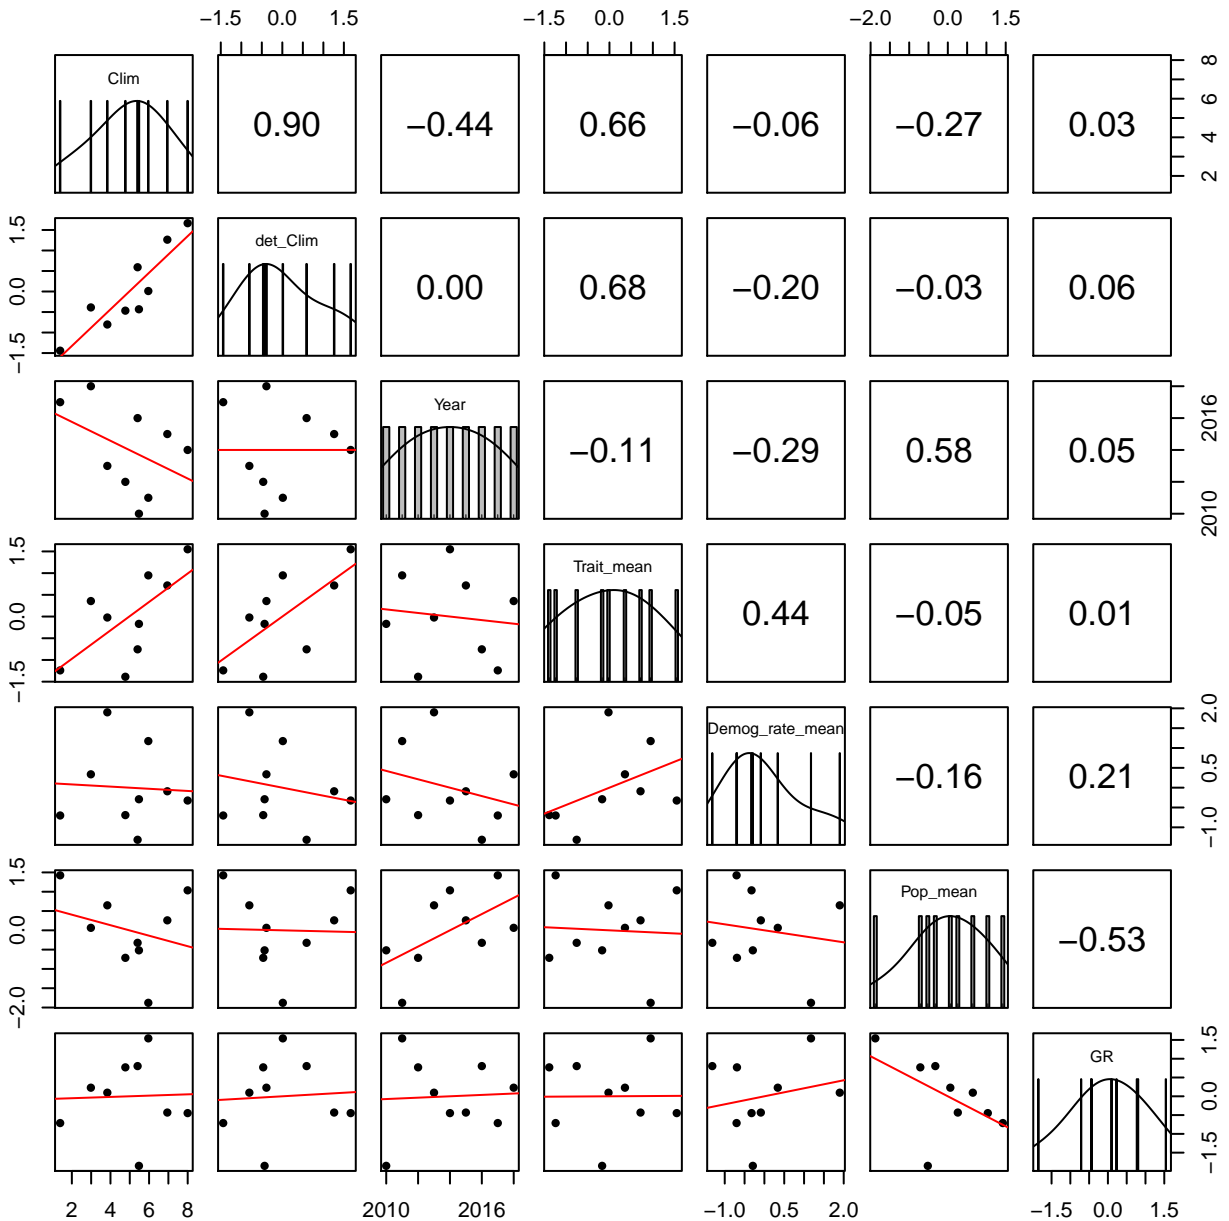 −1.5 0.0 1.5 −1.5 0.0 1.5 −2.0 0.0 1.5
Clim 0.90 −0.44 0.66 −0.06 −0.27 0.03 2 4 6 8
−1.5 0.0 1.5 det_Clim 0.00 0.68 −0.20 −0.03 0.06
Year −0.11 −0.29 0.58 0.05 2010 2016
−1.5 0.0 1.5 Trait_mean 0.44 −0.05 0.01
Demog_rate_mean −0.16 0.21 −1.0 0.5 2.0
−2.0 0.0 1.5 Pop_mean −0.53
GR −1.5 0.0 1.5
2 4 6 8 2010 2016 −1.0 0.5 2.0 −1.5 0.0 1.5